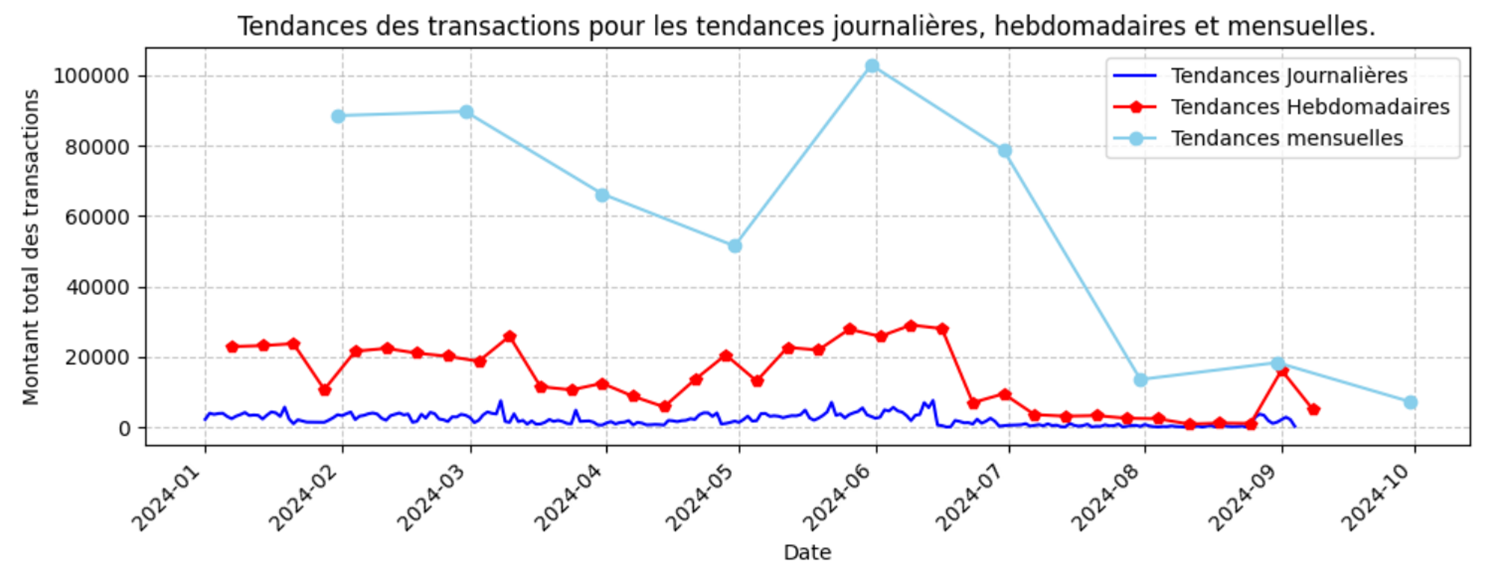 Tendances des transactions pour les tendances journalières, hebdomadaires et mensuelles.
Montant total des transactions
100000
80000
60000
40000
20000
0
Tendances Journalières
Tendances Hebdomadaires
Tendances mensuelles
2024-01
2024-02
2024-03
2024-04
2024-05
2024-06
2024-07
2024-08
2024-09
2024-10
Date